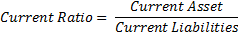 Current Ratio = Current Asset / Current Liabilities